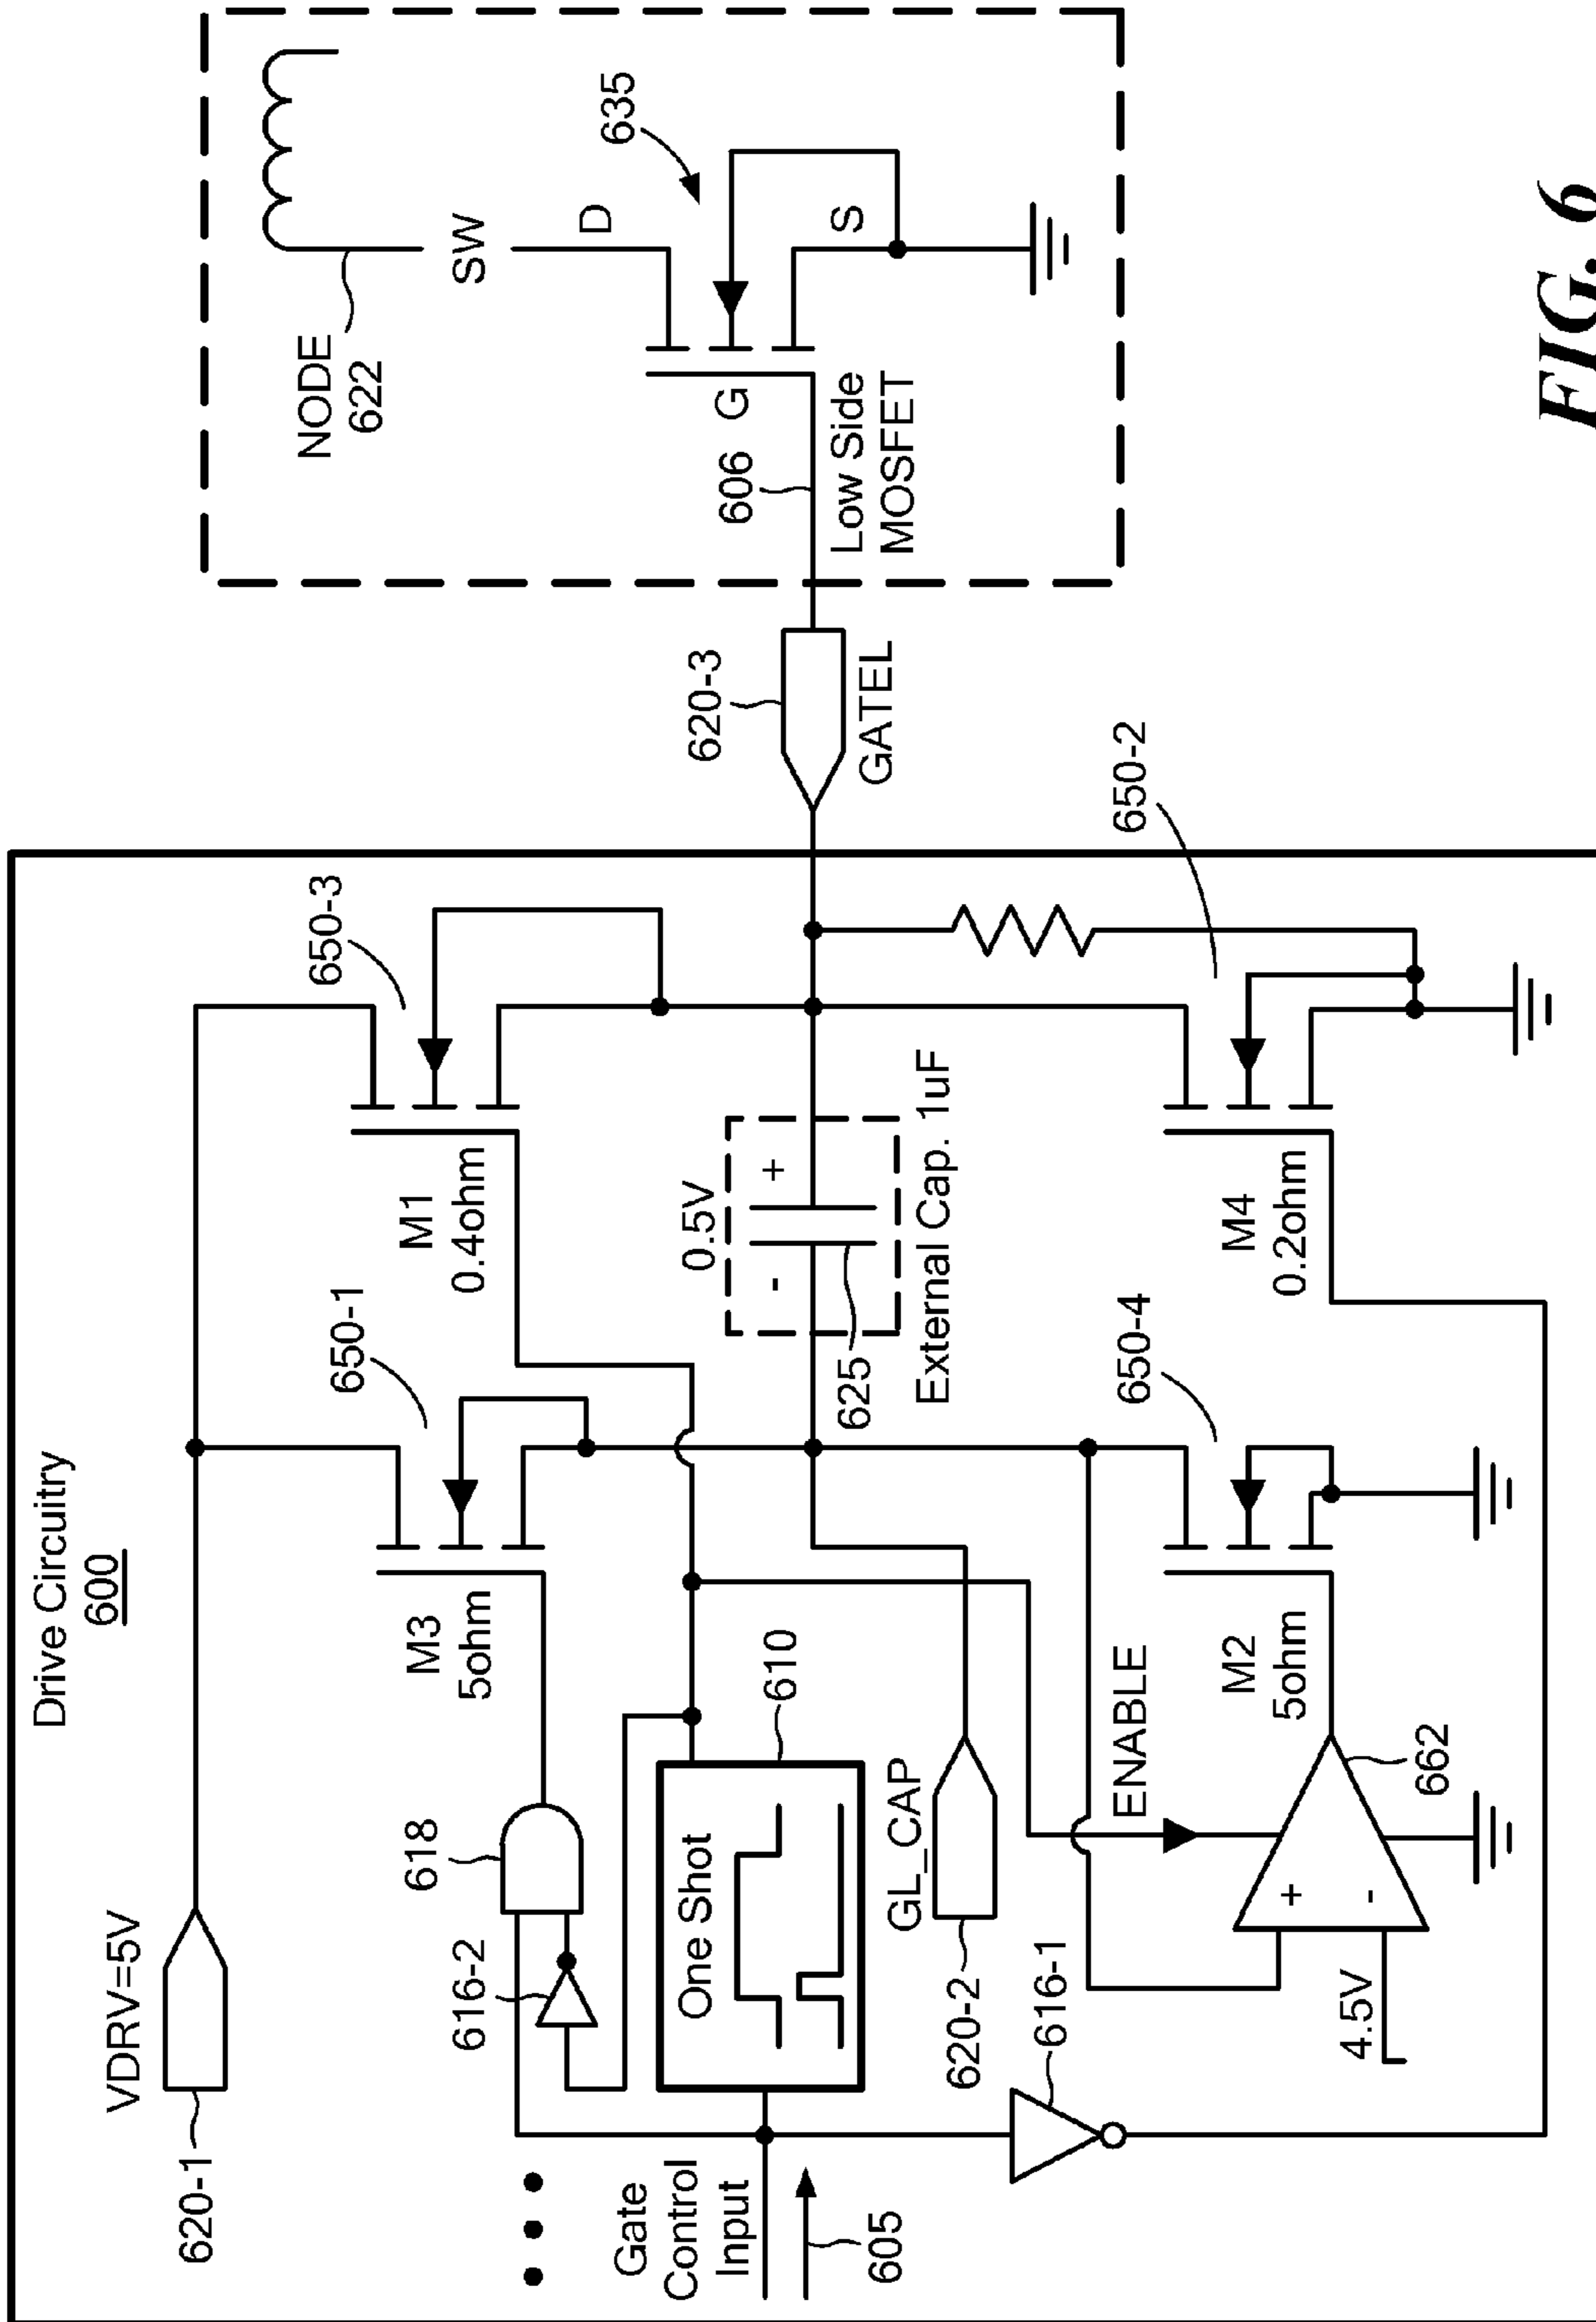 Drive Circuitry
600
VDRV=5V
620-1
650-1
650-3
M3
5ohm
M1
0.4ohm
618
616-2
One Shot
610
0.5V
-
+
625
External Cap. 1uF
Gate
Control
Input
605
GL_CAP
620-2
616-1
ENABLE
4.5V
+
-
662
M2
5ohm
650-4
M4
0.2ohm
650-2
620-3
GATEL
NODE
622
SW
D
635
606
G
S
Low Side
MOSFET
FIG. 6